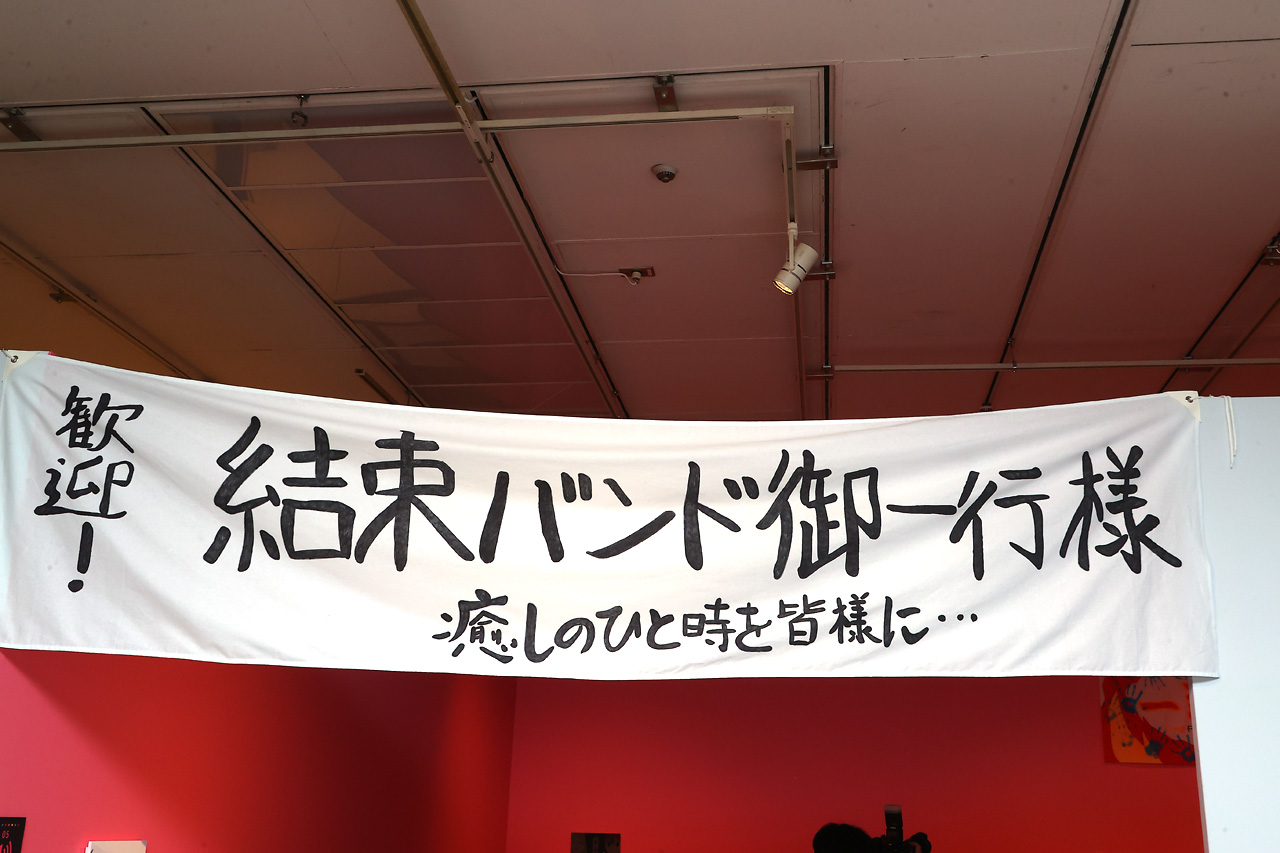 歓迎!
結束バンド御一行様
癒しのひと時を皆様に…